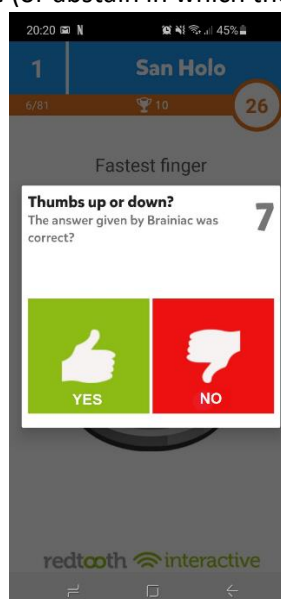 (or abstain in which th
20:20 N 45%
1 San Holo
6/81 10 26
Fastest finger
Thumbs up or down?
7
The answer given by Brainiac was
correct?
YES NO
redtooth interactive